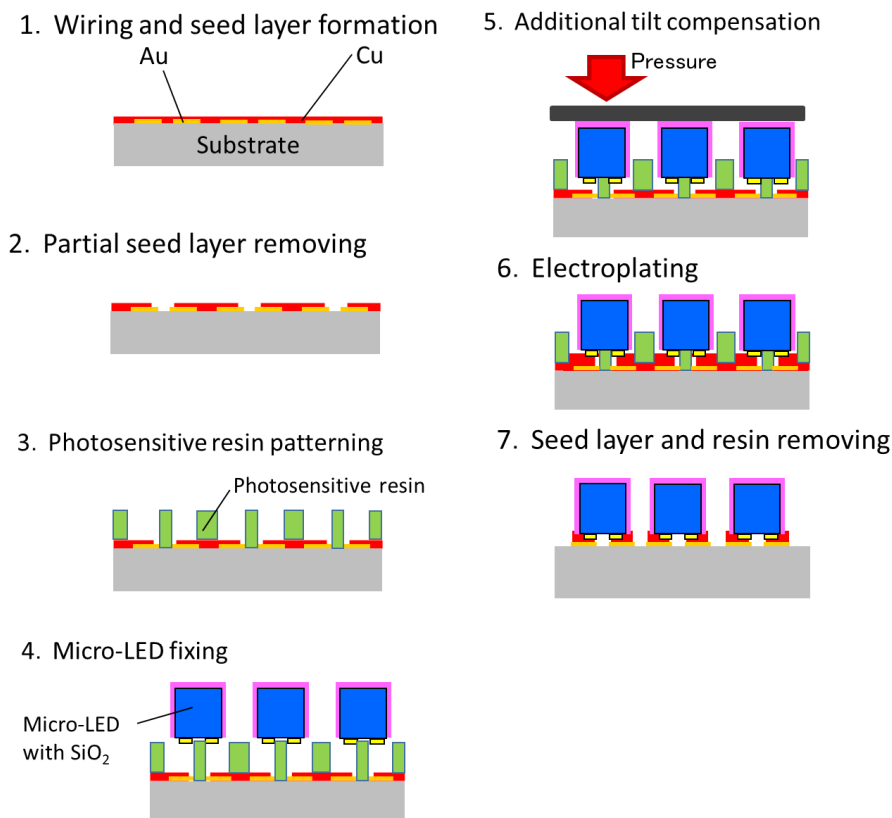 1. Wiring and seed layer formation
Au
Cu
Substrate
2. Partial seed layer removing
3. Photosensitive resin patterning
Photosensitive resin
4. Micro-LED fixing
Micro-LED
with SiO₂
5. Additional tilt compensation
Pressure
6. Electroplating
7. Seed layer and resin removing